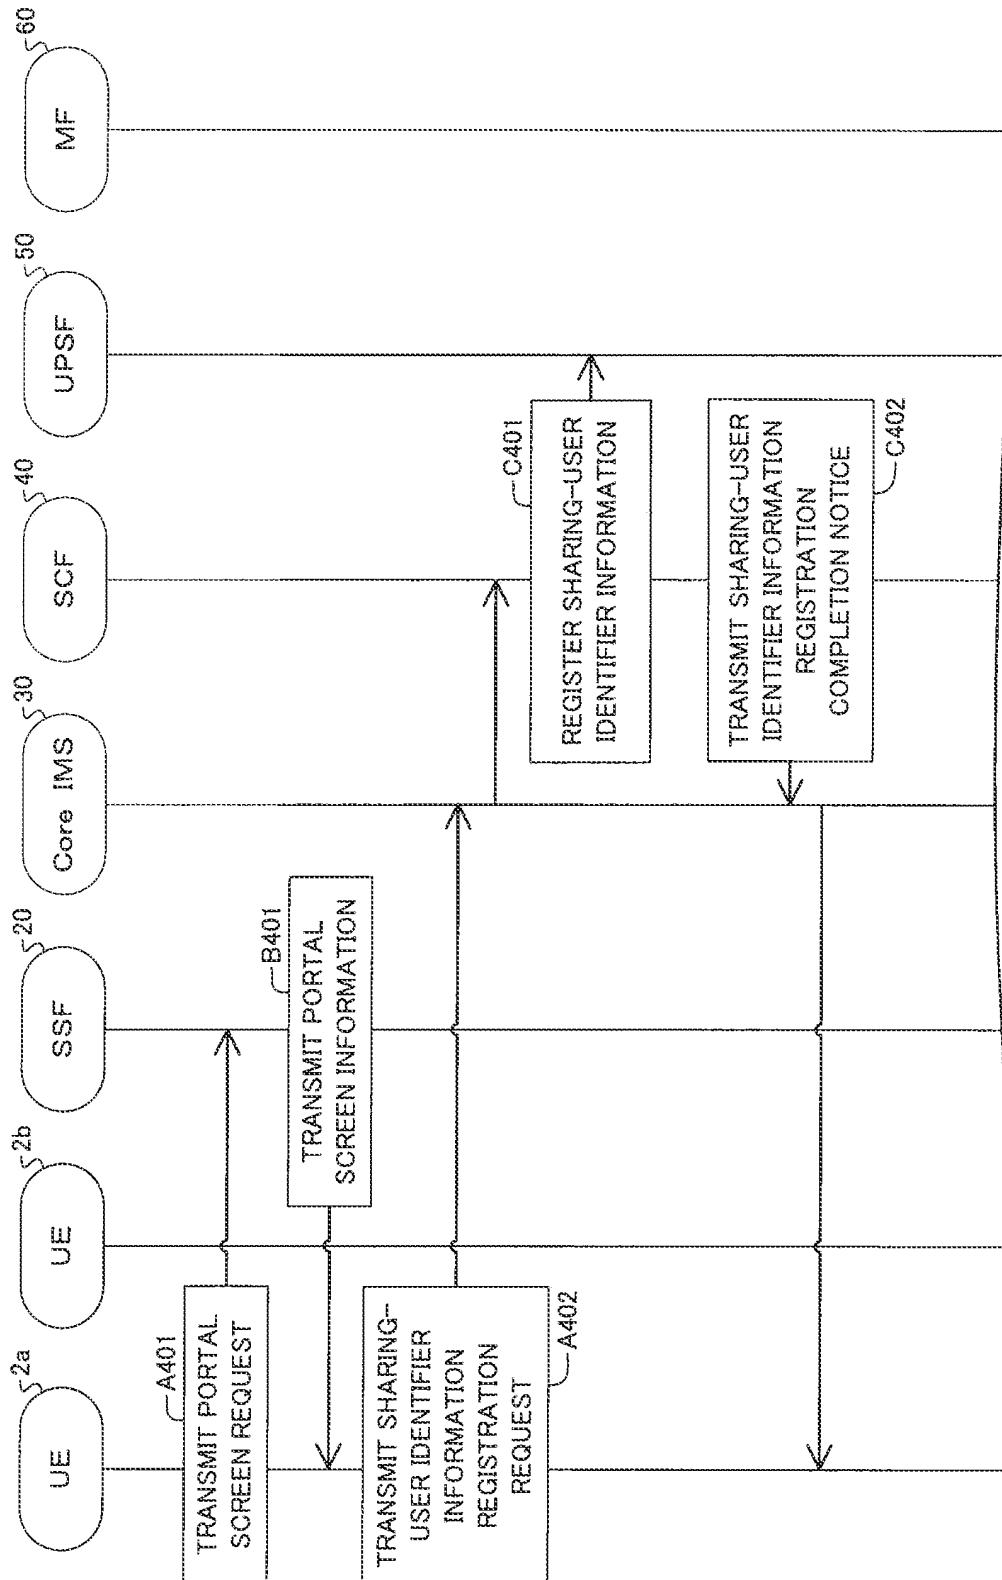 2a
UE
2b
UE
20
SSF
30
Core IMS
40
SCF
50
UPSF
60
MF
A401
TRANSMIT PORTAL
SCREEN REQUEST
B401
TRANSMIT PORTAL
SCREEN INFORMATION
TRANSMIT SHARING-
USER IDENTIFIER
INFORMATION
REGISTRATION
REQUEST
A402
C401
REGISTER SHARING-USER
IDENTIFIER INFORMATION
TRANSMIT SHARING-USER
IDENTIFIER INFORMATION
REGISTRATION
COMPLETION NOTICE
C402